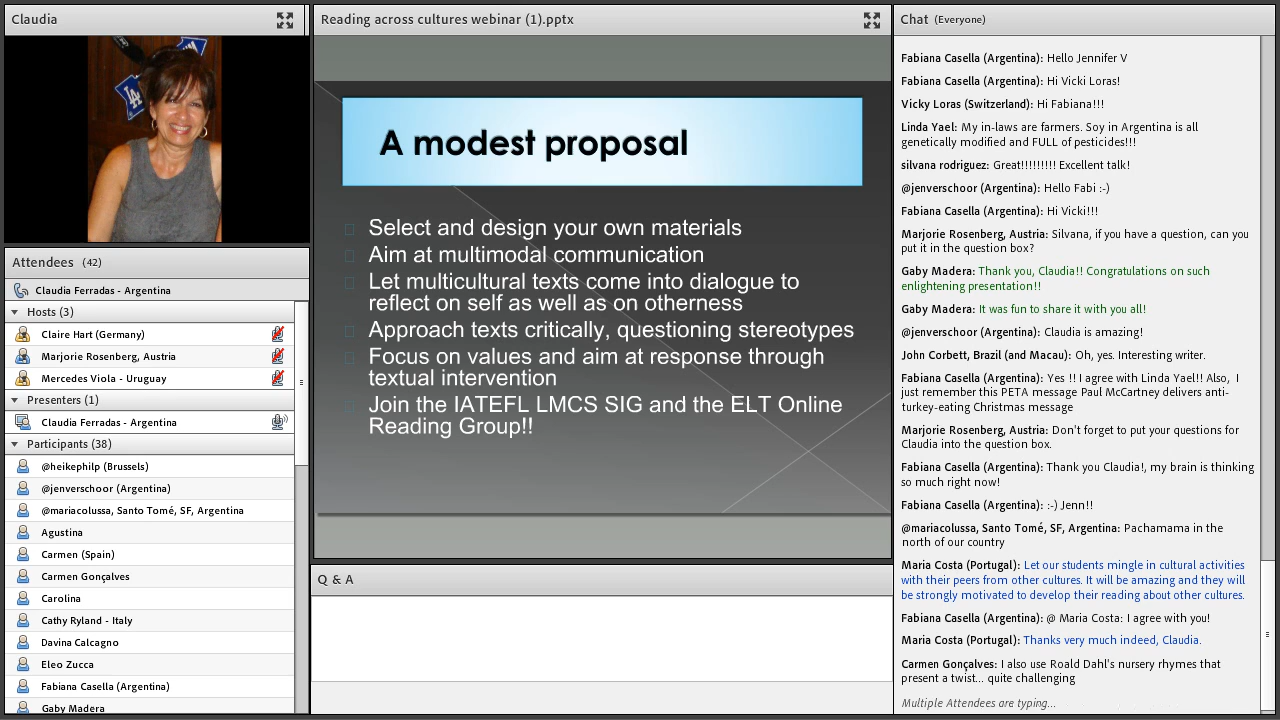 Claudia
LA
Attendees (42)
Claudia Ferradas - Argentina
Hosts (3)
Claire Hart (Germany)
Marjorie Rosenberg, Austria
Mercedes Viola - Uruguay
Presenters (1)
Claudia Ferradas - Argentina
Participants (38)
@heikephilp (Brussels)
@jenverschoor (Argentina)
@mariacolussa, Santo Tomé, SF, Argentina
Agustina
Carmen (Spain)
Carmen Gonçalves
Carolina
Cathy Ryland - Italy
Davina Calcagno
Eleo Zucca
Fabiana Casella (Argentina)
Gaby Madera
Reading across cultures webinar (1).pptx
A modest proposal
Select and design your own materials
Aim at multimodal communication
Let multicultural texts come into dialogue to
reflect on self as well as on otherness
Approach texts critically, questioning stereotypes
Focus on values and aim at response through
textual intervention
Join the IATEFL LMCS SIG and the ELT Online
Reading Group!!
Q & A
Chat (Everyone)
Fabiana Casella (Argentina): Hello Jennifer V
Fabiana Casella (Argentina): Hi Vicki Loras!
Vicky Loras (Switzerland): Hi Fabiana!!!
Linda Yael: My in-laws are farmers. Soy in Argentina is all
genetically modified and FULL of pesticides!!!
silvana rodriguez: Great!!!!!!!!! Excellent talk!
@jenverschoor (Argentina): Hello Fabi :-)
Fabiana Casella (Argentina): Hi Vicki!!!
Marjorie Rosenberg, Austria: Silvana, if you have a question, can you
put it in the question box?
Gaby Madera: Thank you, Claudia!! Congratulations on such
enlightening presentation!!
Gaby Madera: It was fun to share it with you all!
@jenverschoor (Argentina): Claudia is amazing!
John Corbett, Brazil (and Macau): Oh, yes. Interesting writer.
Fabiana Casella (Argentina): Yes !! I agree with Linda Yael!! Also, I
just remember this PETA message Paul McCartney delivers anti-
turkey-eating Christmas message
Marjorie Rosenberg, Austria: Don't forget to put your questions for
Claudia into the question box.
Fabiana Casella (Argentina): Thank you Claudia!, my brain is thinking
so much right now!
Fabiana Casella (Argentina): :-) Jenn!!
@mariacolussa, Santo Tomé, SF, Argentina: Pachamama in the
north of our country
Maria Costa (Portugal): Let our students mingle in cultural activities
with their peers from other cultures. It will be amazing and they will
be strongly motivated to develop their reading about other cultures.
Fabiana Casella (Argentina): @ Maria Costa: I agree with you!
Maria Costa (Portugal): Thanks very much indeed, Claudia.
Carmen Gonçalves: I also use Roald Dahl's nursery rhymes that
present a twist... quite challenging
Multiple Attendees are typing...